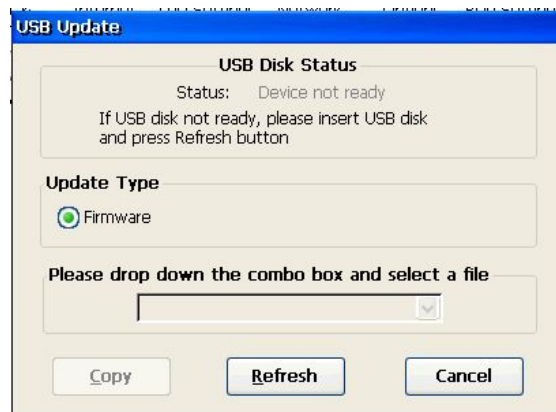 USB Update
USB Disk Status
Status: Device not ready
If USB disk not ready, please insert USB disk
and press Refresh button
Update Type
Firmware
Please drop down the combo box and select a file
Copy
Refresh
Cancel